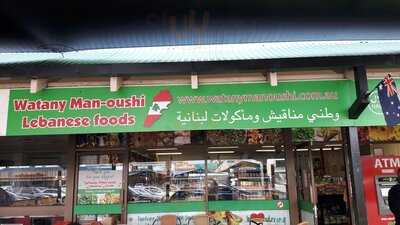 Watany Man-oushi
Lebanese foods
www.watanymanoushi.com.au
وطني مناقيش ومأكولات لبنانية
ATM